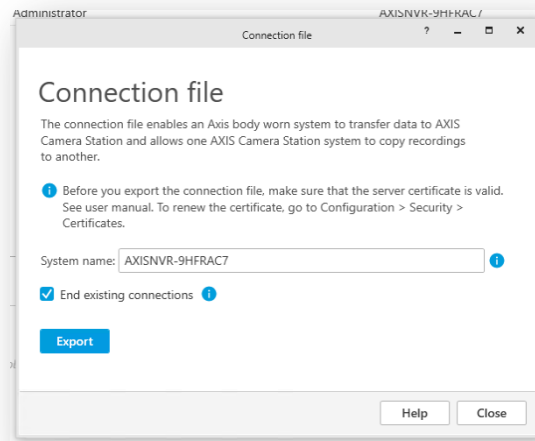 Administrator AXISNVR-9HFRAC7
Connection file ?
Connection file
The connection file enables an Axis body worn system to transfer data to AXIS
Camera Station and allows one AXIS Camera Station system to copy recordings
to another.
Before you export the connection file, make sure that the server certificate is valid.
See user manual. To renew the certificate, go to Configuration > Security >
Certificates.
System name: AXISNVR-9HFRAC7
End existing connections
Export
Help Close